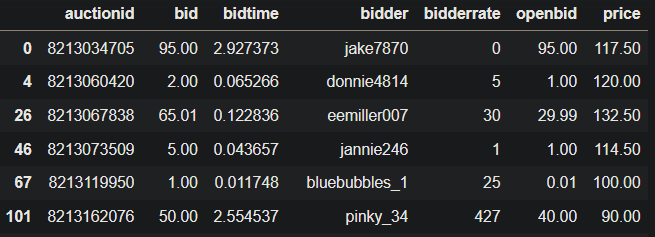 auctionid bid bidtime bidder bidderrate openbid price
0 8213034705 95.00 2.927373 jake7870 0 95.00 117.50
4 8213060420 2.00 0.065266 donnie4814 5 1.00 120.00
26 8213067838 65.01 0.122836 eemiller007 30 29.99 132.50
46 8213073509 5.00 0.043657 jannie246 1 1.00 114.50
67 8213119950 1.00 0.011748 bluebubbles_1 25 0.01 100.00
101 8213162076 50.00 2.554537 pinky_34 427 40.00 90.00